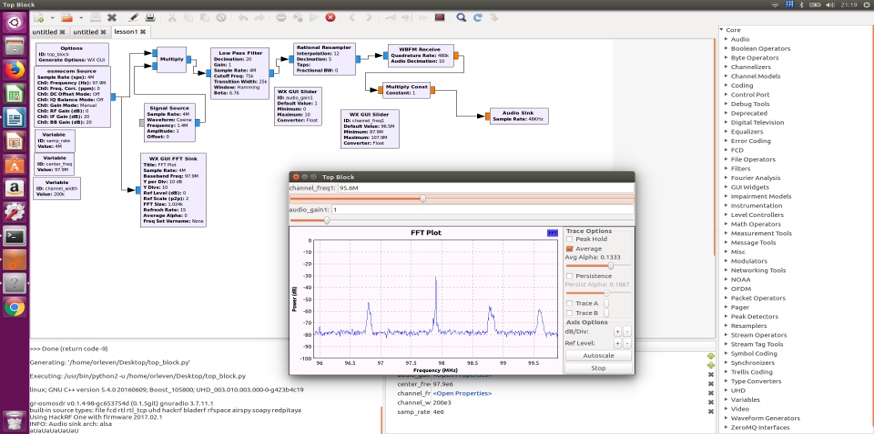 Top Block
21:19
untitled
untitled
lesson1
Options
ID: top_block
Generate Options: WX GUI
osmocom Source
Sample Rate (sps): 4M
Ch0: Frequency (Hz): 97.9M
Ch0: Freq. Corr. (ppm): 0
Ch0: DC Offset Mode: Off
Ch0: IQ Balance Mode: Off
Ch0: Gain Mode: Manual
Ch0: RF Gain (dB): 0
Ch0: IF Gain (dB): 20
Ch0: BB Gain (dB): 20
Variable
ID: samp_rate
Value: 4M
Variable
ID: center_freq
Value: 97.9M
Variable
ID: channel_width
Value: 200k
Multiply
Signal Source
Sample Rate: 4M
Waveform: Cosine
Frequency: 1.4M
Amplitude: 1
Offset: 0
WX GUI FFT Sink
Title: FFT Plot
Sample Rate: 4M
Baseband Freq: 97.9M
Y per Div: 10 dB
Y Divs: 10
Ref Level (dB): 0
Ref Scale (p2p): 2
FFT Size: 1.024k
Refresh Rate: 15
Average Alpha: 0
Freq Set Varname: None
Low Pass Filter
Decimation: 20
Gain: 1
Sample Rate: 4M
Cutoff Freq: 75k
Transition Width: 25k
Window: Hamming
Beta: 6.76
Rational Resampler
Interpolation: 12
Decimation: 5
Taps:
Fractional BW: 0
WX GUI Slider
ID: audio_gain1
Default Value: 1
Minimum: 0
Maximum: 10
Converter: Float
WX GUI Slider
ID: channel_freq1
Default Value: 96.5M
Minimum: 87.9M
Maximum: 107.9M
Converter: Float
WBFM Receive
Quadrature Rate: 480k
Audio Decimation: 10
Multiply Const
Constant: 1
Audio Sink
Sample Rate: 48KHz
Top Block
channel_freq1: 95.6M
audio_gain1: 1
FFT Plot
FFT
Power (dB)
0
-10
-20
-30
-40
-50
-60
-70
-80
-90
-100
96
96.5
97
97.5
98
98.5
99
99.5
Frequency (MHz)
Trace Options
Peak Hold
Average
Avg Alpha: 0.1333
Persistence
Persist Alpha: 0.1887
Trace A
Trace B
Axis Options
dB/Div: + -
Ref Level: + -
Autoscale
Stop
Core
Audio
Boolean Operators
Byte Operators
Channelizers
Channel Models
Coding
Control Port
Debug Tools
Deprecated
Digital Television
Equalizers
Error Coding
FCD
File Operators
Filters
Fourier Analysis
GUI Widgets
Impairment Models
Instrumentation
Level Controllers
Math Operators
Measurement Tools
Message Tools
Misc
Modulators
Networking Tools
NOAA
OFDM
Packet Operators
Pager
Peak Detectors
Resamplers
Stream Operators
Stream Tag Tools
Symbol Coding
Synchronizers
Trellis Coding
Type Converters
UHD
Variables
Video
Waveform Generators
ZeroMQ Interfaces
>>> Done (return code -9)
Generating: '/home/orleven/Desktop/top_block.py'
Executing: /usr/bin/python2 -u /home/orleven/Desktop/top_block.py
linux; GNU C++ version 5.4.0 20160609; Boost_105800; UHD_003.010.003.000-0-g423b4c19
gr-osmosdr v0.1.4-98-gc653754d (0.1.5git) gnuradio 3.7.11.1
built-in source types: file fcd rtl rtl_tcp uhd hackrf bladerf rfspace airspy soapy redpitaya
Using HackRF One with firmware 2017.02.1
INFO: Audio sink arch: alsa
aUaUaUaUaUaUaU
center_fre 97.9e6
channel_fr <Open Properties>
channel_w 200e3
samp_rate 4e6